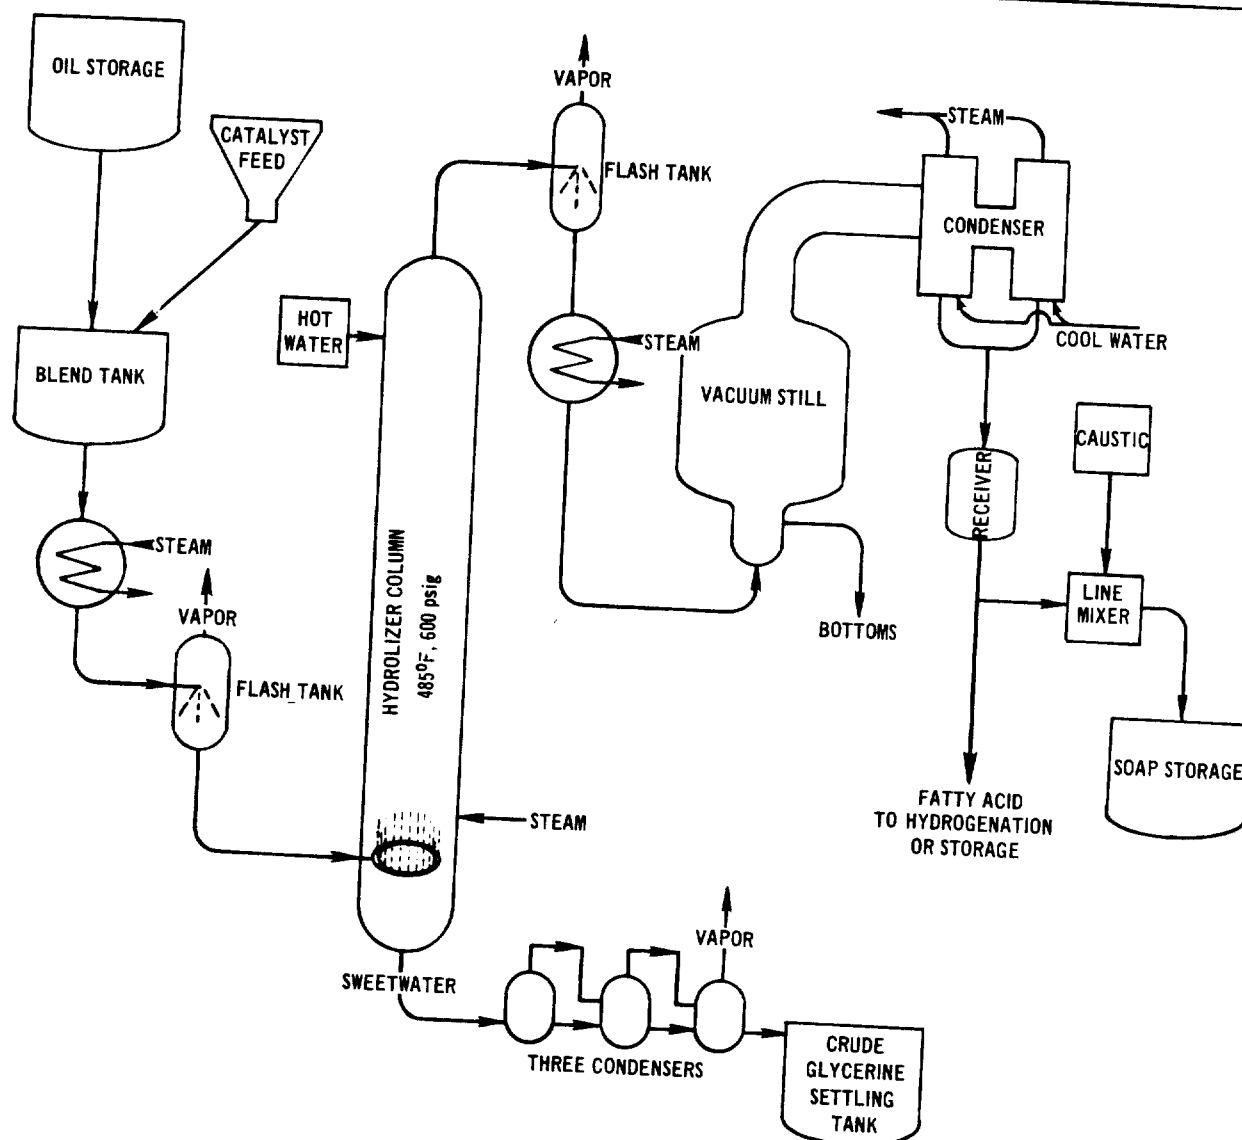 OIL STORAGE
CATALYST
FEED
VAPOR
FLASH TANK
STEAM
CONDENSER
COOL WATER
HOT
WATER
STEAM
BLEND TANK
VACUUM STILL
CAUSTIC
RECEIVER
STEAM
VAPOR
FLASH TANK
HYDROLIZER COLUMN
485°F, 600 psig
BOTTOMS
LINE
MIXER
SOAP STORAGE
STEAM
FATTY ACID
TO HYDROGENATION
OR STORAGE
SWEETWATER
VAPOR
THREE CONDENSERS
CRUDE
GLYCERINE
SETTLING
TANK